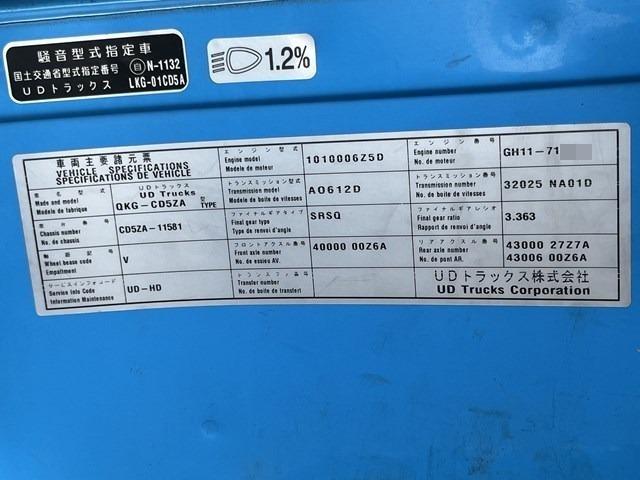 騒音型式指定車
国土交通省型式指定番号 自 N-1132
UDトラックス LKG-01CD5A
1.2%
車両主要諸元票
VEHICLE SPECIFICATIONS
SPECIFICATIONS DE VEHICLE
車名型式
Made and model
Modele de fabrique
UDトラックス
UD Trucks
QKG-CD5ZA 型 TYPE
車台番号
Chassis number
No. de chassis
CD5ZA-11581
軸距記号
Wheel base code
Empattment
V
サービスインフォコード
Service Info Code
Information Maintenance
UD-HD
エンジン型式
Engine model
Modele de moteur
1010006Z5D
トランスミッション型式
Transmission model
Modele de boite de vitesses
AO612D
ファイナルギアタイプ
Final gear type
Type de renvoi d'angle
SRSQ
フロントアクスル番号
Front axle number
No. de essieu AV.
40000 00Z6A
トランスファ番号
Transfer number
No. de boite de transfert
エンジン番号
Engine number
No. de moteur
GH11-71
トランスミッション番号
Transmission number
No. de boite de vitesses
32025 NA01D
ファイナルギアレシオ
Final gear ratio
Rapport de renvoi d'angle
3.363
リアアクスル番号
Rear axle number
No. de pont AR.
43000 27Z7A
43006 00Z6A
UDトラックス株式会社
UD Trucks Corporation